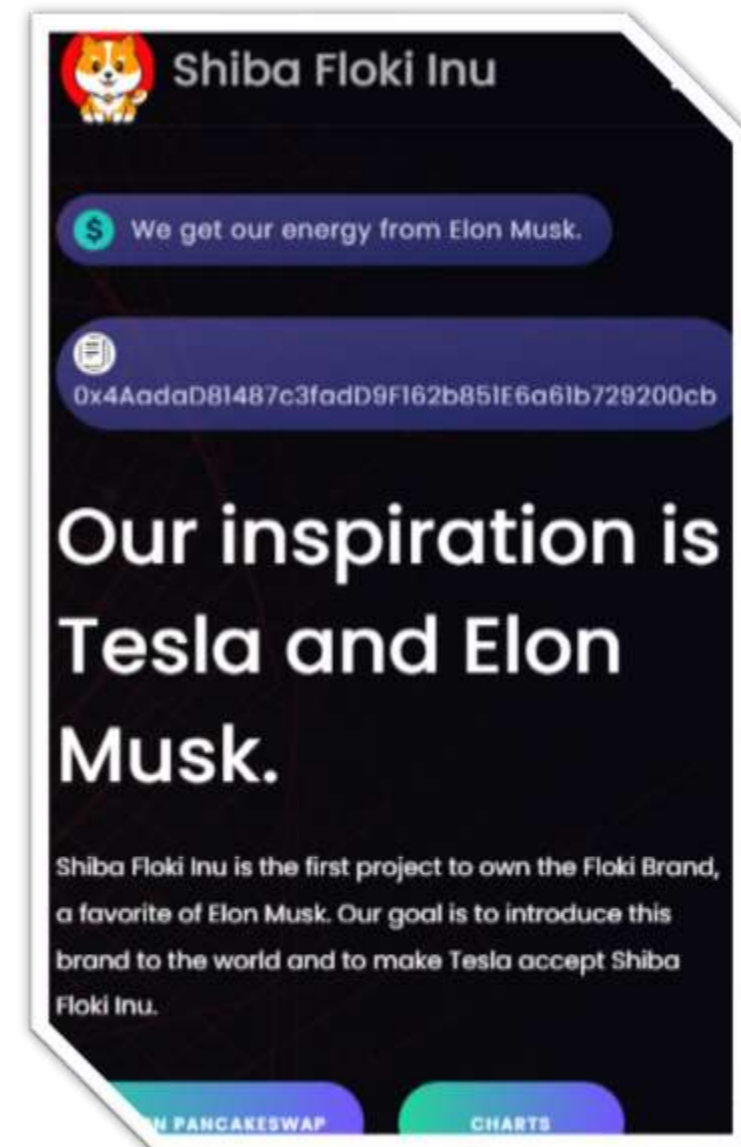 Shiba Floki Inu
We get our energy from Elon Musk.
0x4AadaD81487c3fadD9F162b851E6a61b729200cb
Our inspiration is
Tesla and Elon
Musk.
Shiba Floki Inu is the first project to own the Floki Brand,
a favorite of Elon Musk. Our goal is to introduce this
brand to the world and to make Tesla accept Shiba
Floki Inu.
PANCAKESWAP
CHARTS